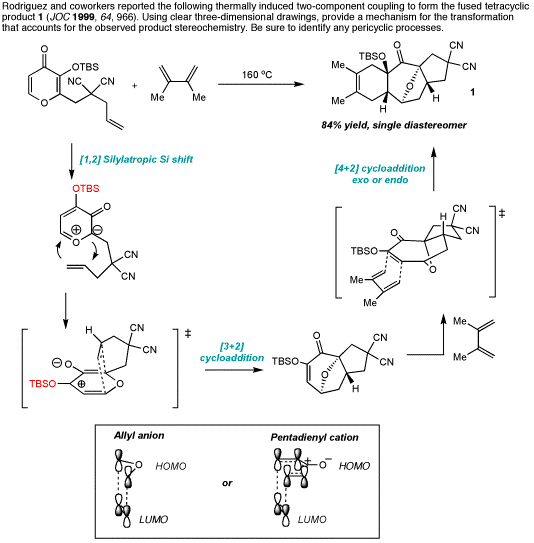 Rodriguez and coworkers reported the following thermally induced two-component coupling to form the fused tetracyclic
product 1 (JOC 1999, 64, 966). Using clear three-dimensional drawings, provide a mechanism for the transformation
that accounts for the observed product stereochemistry. Be sure to identify any pericyclic processes.
O
OTBS
NC CN
O
+
Me Me
160 ºC
TBSO O
CN
CN
Me
Me
O
H
H
1
84% yield, single diastereomer
[1,2] Silylatropic Si shift
[4+2] cycloaddition
exo or endo
OTBS
O
⊕ ⊖
O
CN
CN
‡
H
CN
CN
O
TBSO
O
Me
Me
H
CN
CN
‡
⊖ O
TBSO ⊕
O
[3+2]
cycloaddition
O
TBSO
CN
CN
O
H
Me
Me
Allyl anion
O HOMO
LUMO
or
Pentadienyl cation
+ –
O HOMO
LUMO